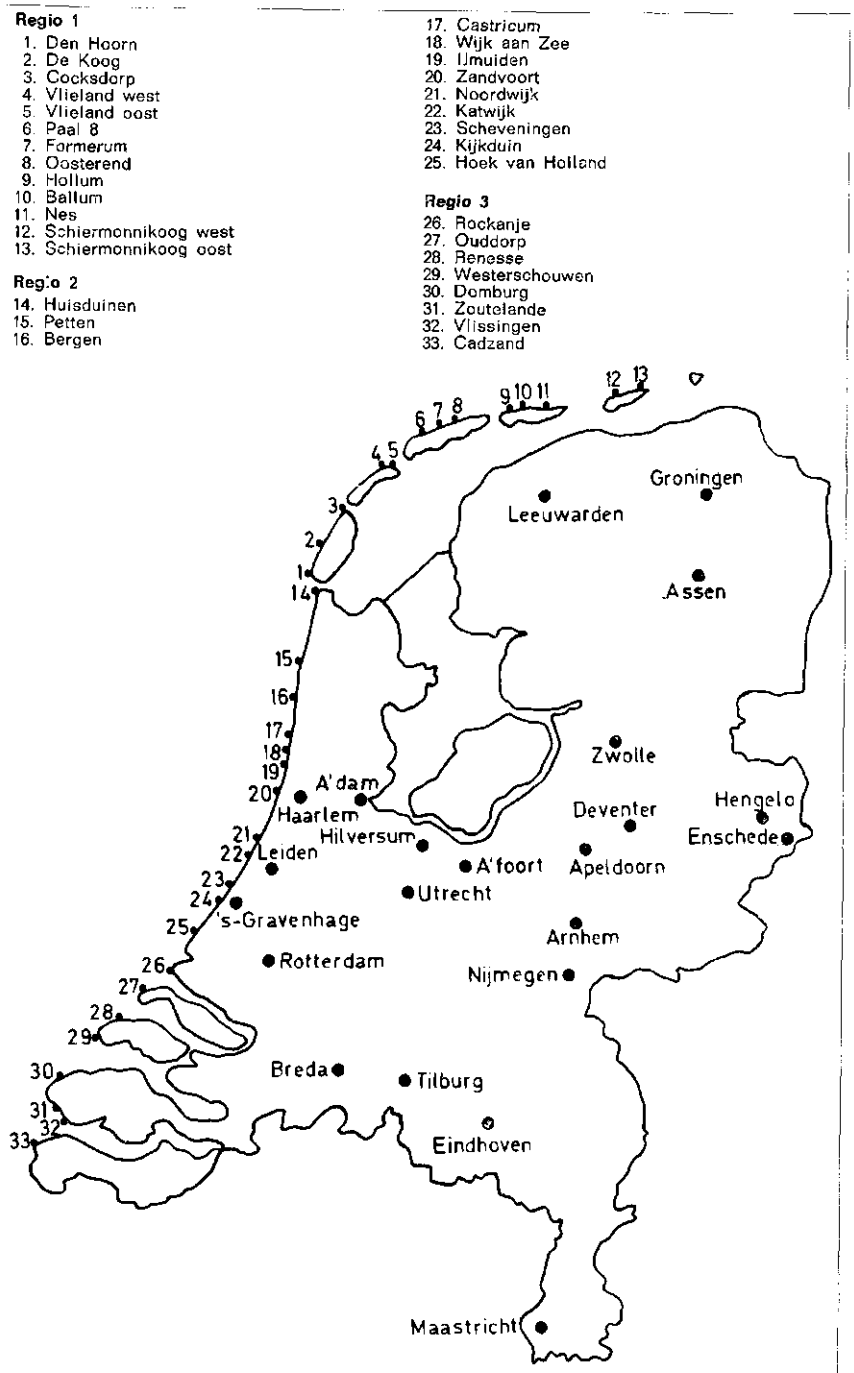 Regio 1
1. Den Hoorn
2. De Koog
3. Cocksdorp
4. Vlieland west
5. Vlieland oost
6. Paal 8
7. Formerum
8. Oosterend
9. Hollum
10. Ballum
11. Nes
12. Schiermonnikoog west
13. Schiermonnikoog oost
Regio 2
14. Huisduinen
15. Petten
16. Bergen
17. Castricum
18. Wijk aan Zee
19. IJmuiden
20. Zandvoort
21. Noordwijk
22. Katwijk
23. Scheveningen
24. Kijkduin
25. Hoek van Holland
Regio 3
26. Rockanje
27. Ouddorp
28. Renesse
29. Westerschouwen
30. Domburg
31. Zoutelande
32. Vlissingen
33. Cadzand
12 13
9 10 11
6 7 8
4 5
3
Groningen
Leeuwarden
2
1
Assen
14
15
16
17
18
Zwolle
19
20
A'dam
Haarlem
Hengelo
Deventer
21
Hilversum
Enschede
22
Leiden
A'foort
Apeldoorn
23
24
Utrecht
's-Gravenhage
25
Arnhem
26
Rotterdam
Nijmegen
27
28
29
30
Breda
Tilburg
31
32
33
Eindhoven
Maastricht